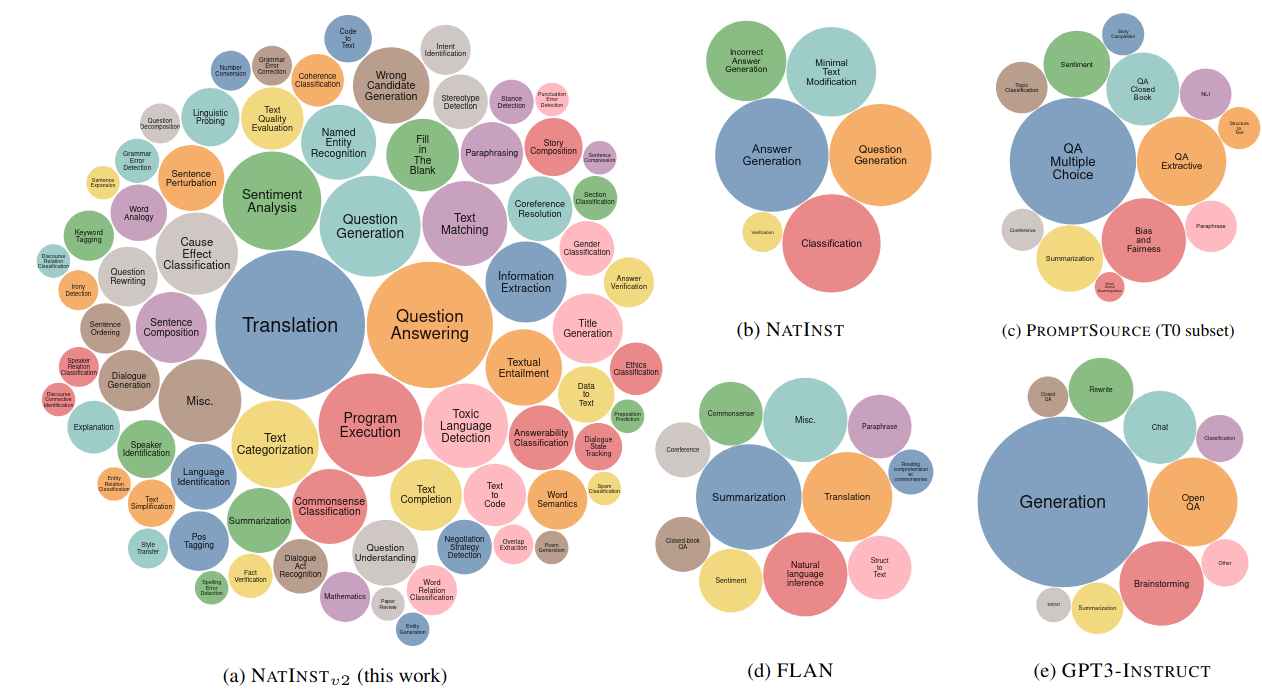 Code
to
Text
Intent
Identification
Number
Conversion
Grammar
Error
Correction
Coherence
Classification
Wrong
Candidate
Generation
Stereotype
Detection
Stance
Detection
Punctuation
Error
Detection
Question
Decomposition
Linguistic
Probing
Text
Quality
Evaluation
Named
Entity
Recognition
Fill
in
The
Blank
Paraphrasing
Story
Composition
Sentence
Compression
Grammar
Error
Detection
Sentence
Expansion
Sentence
Perturbation
Word
Analogy
Sentiment
Analysis
Question
Generation
Text
Matching
Coreference
Resolution
Section
Classification
Keyword
Tagging
Discourse
Relation
Classification
Cause
Effect
Classification
Gender
Classification
Irony
Detection
Question
Rewriting
Information
Extraction
Answer
Verification
Sentence
Ordering
Sentence
Composition
Translation
Question
Answering
Title
Generation
Speaker
Relation
Classification
Dialogue
Generation
Misc.
Textual
Entailment
Ethics
Classification
Discourse
Connective
Identification
Data
to
Text
Preposition
Prediction
Explanation
Speaker
Identification
Text
Categorization
Program
Execution
Toxic
Language
Detection
Answerability
Classification
Dialogue
State
Tracking
Entity
Relation
Classification
Language
Identification
Text
Simplification
Commonsense
Classification
Text
Completion
Text
to
Code
Word
Semantics
Spam
Classification
Style
Transfer
Pos
Tagging
Summarization
Question
Understanding
Negotiation
Strategy
Detection
Overlap
Extraction
Poem
Generation
Spelling
Error
Detection
Fact
Verification
Dialogue
Act
Recognition
Mathematics
Paper
Review
Word
Relation
Classification
Entity
Generation
(a) NATINSTv2 (this work)
Incorrect
Answer
Generation
Minimal
Text
Modification
Answer
Generation
Question
Generation
Verification
Classification
(b) NATINST
Story
Completion
Sentiment
Topic
Classification
QA
Closed
Book
NLI
Structure
to
Text
QA
Multiple
Choice
QA
Extractive
Coreference
Bias
and
Fairness
Paraphrase
Summarization
Word
Sense
Disambiguation
(c) PROMPTSOURCE (T0 subset)
Commonsense
Misc.
Paraphrase
Coreference
Reading
comprehension
w/
commonsense
Summarization
Translation
Closed-book
QA
Sentiment
Natural
language
inference
Struct
to
Text
(d) FLAN
Closed
QA
Rewrite
Chat
Classification
Generation
Open
QA
Brainstorming
Other
extract
Summarization
(e) GPT3-INSTRUCT